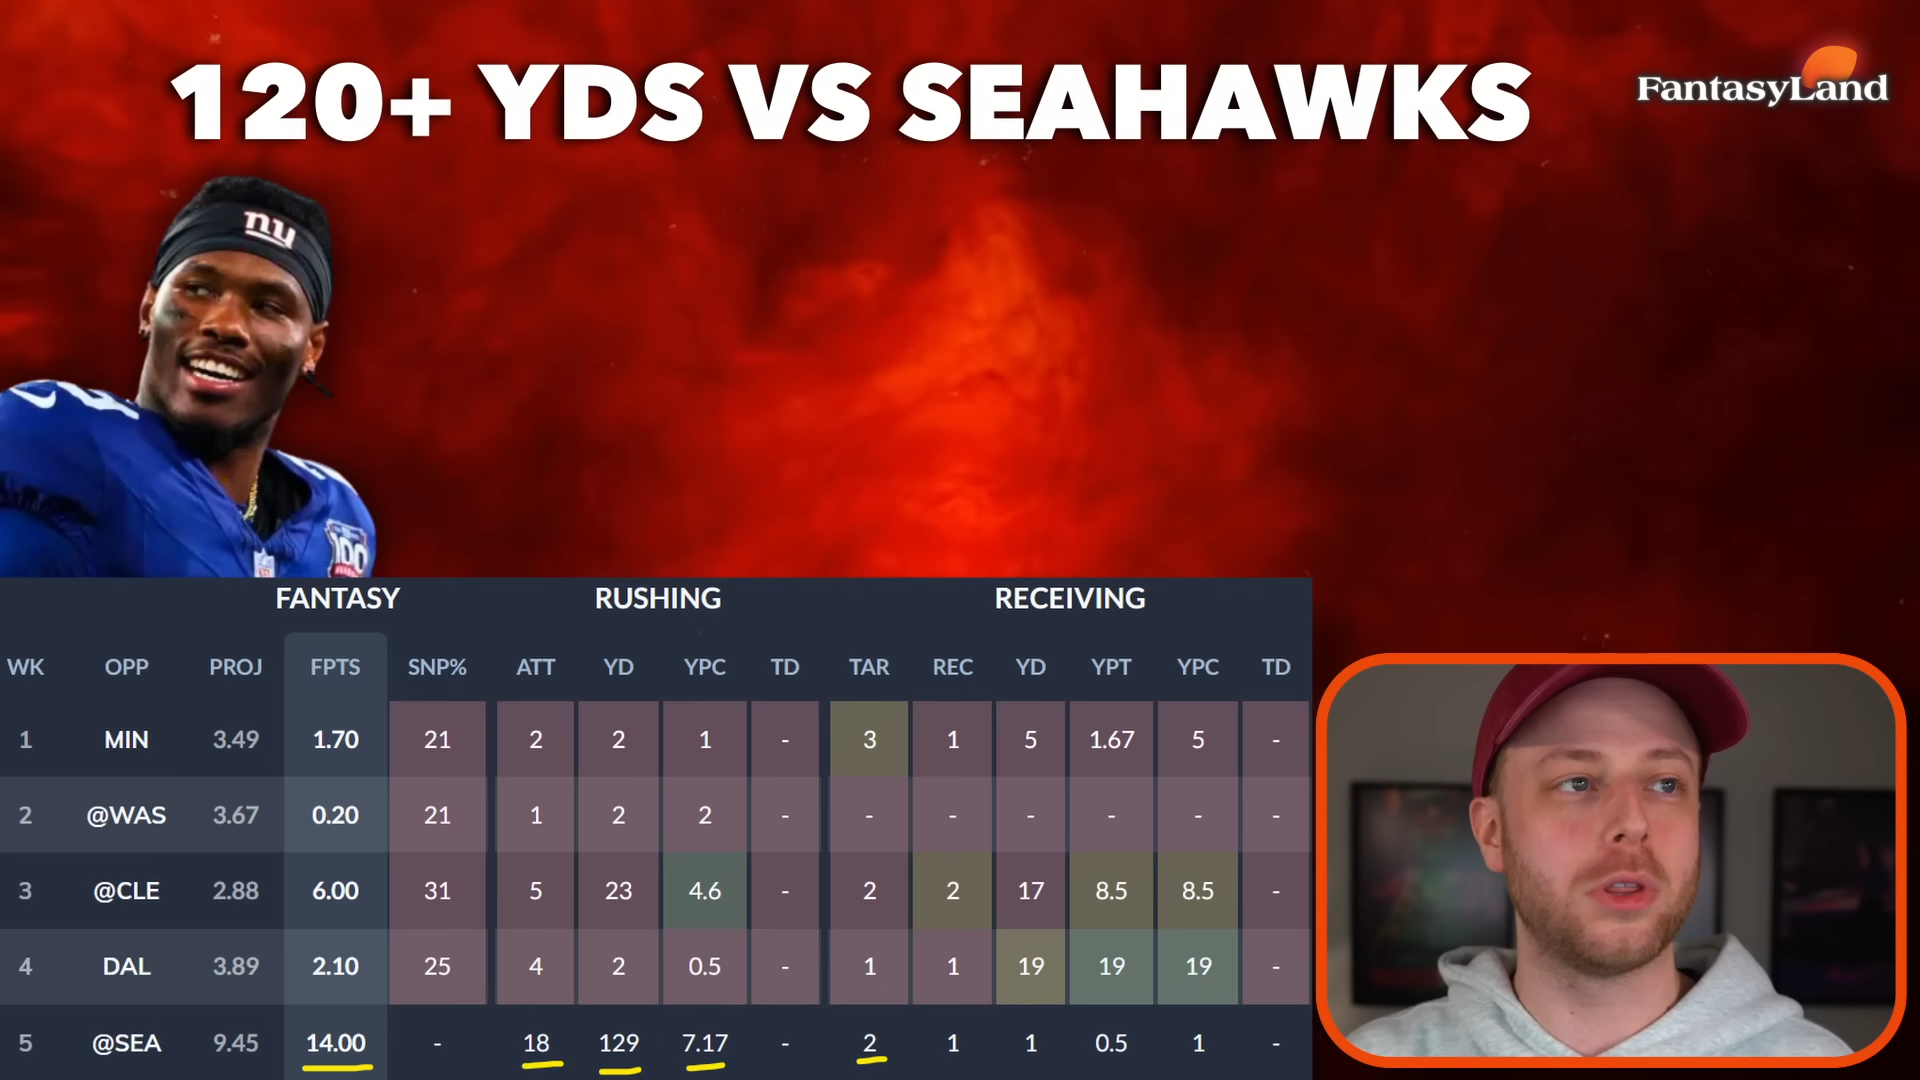 120+ YDS VS SEAHAWKS
FantasyLand
ny
100
FANTASY RUSHING RECEIVING
WK OPP PROJ FPTS SNP% ATT YD YPC TD TAR REC YD YPT YPC TD
1 MIN 3.49 1.70 21 2 2 1 - 3 1 5 1.67 5 -
2 @WAS 3.67 0.20 21 1 2 2 - - - - - - -
3 @CLE 2.88 6.00 31 5 23 4.6 - 2 2 17 8.5 8.5 -
4 DAL 3.89 2.10 25 4 2 0.5 - 1 1 19 19 19 -
5 @SEA 9.45 14.00 - 18 129 7.17 - 2 1 1 0.5 1 -